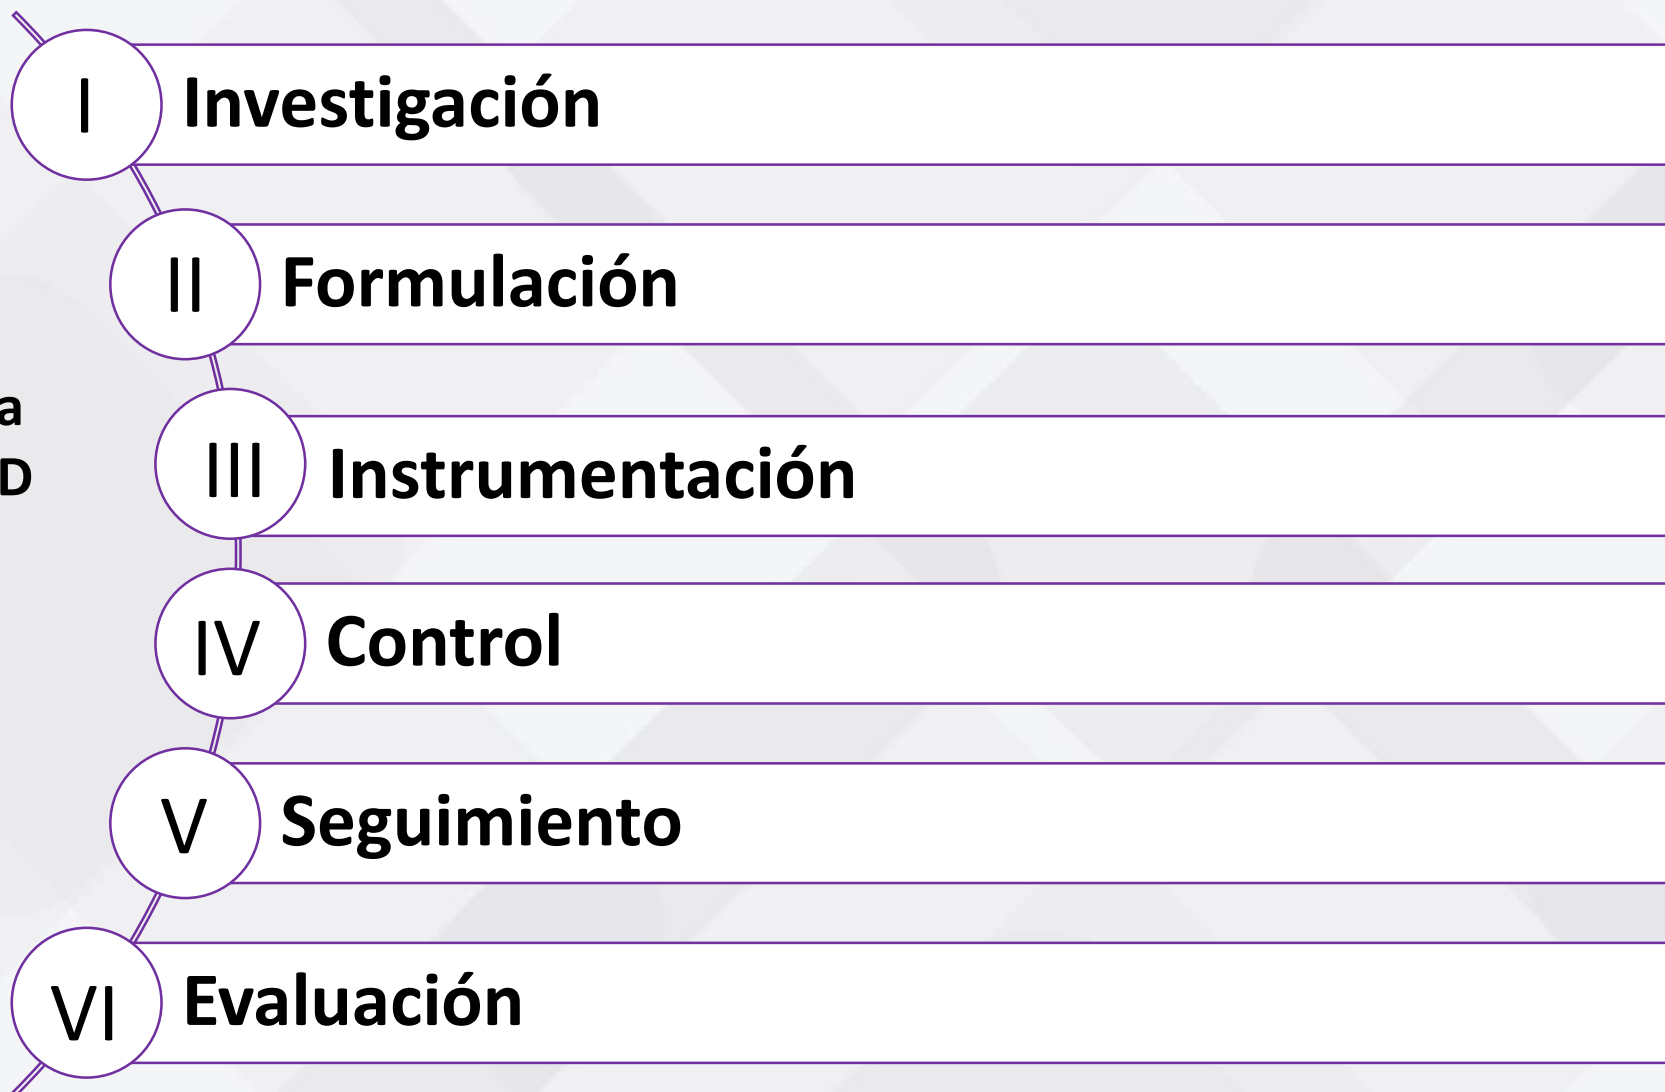 I
Investigación
II
Formulación
a
D
III
Instrumentación
IV
Control
V
Seguimiento
VI
Evaluación